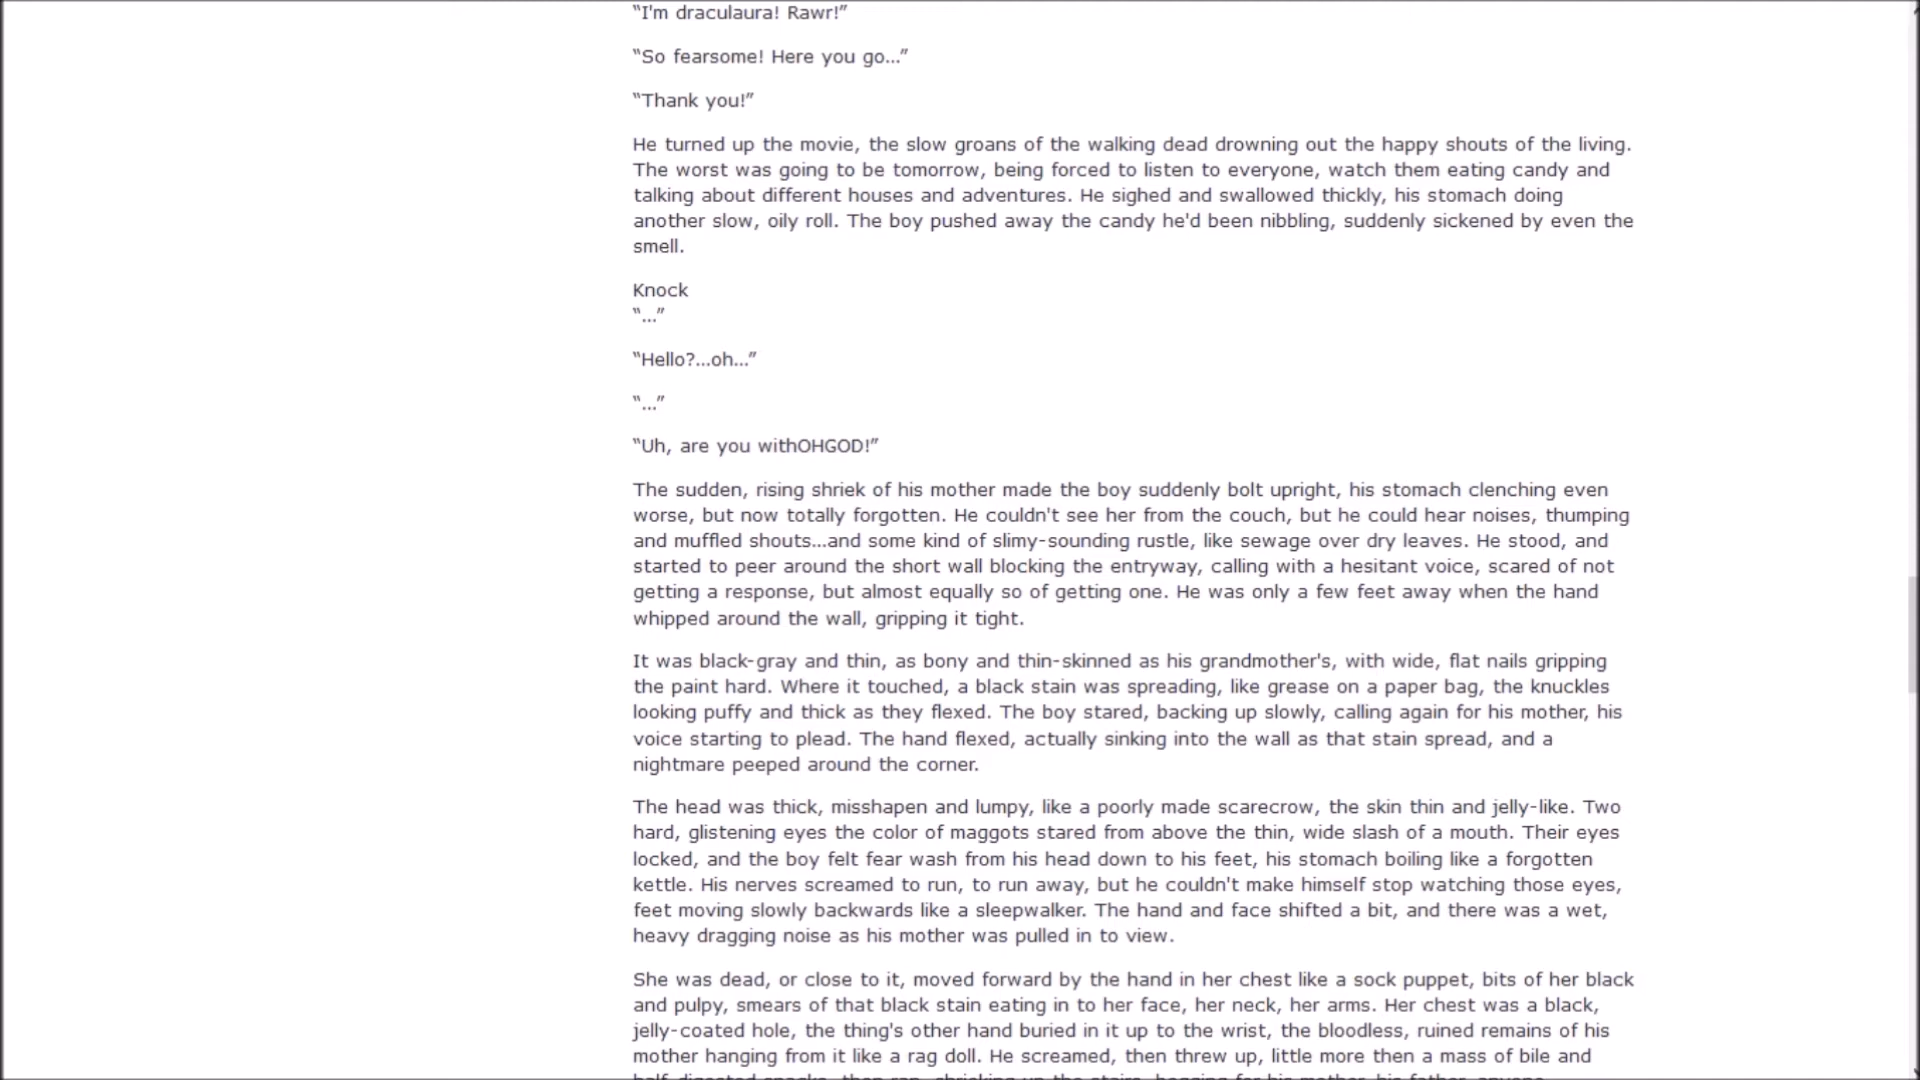 “I'm draculaura! Rawr!”
“So fearsome! Here you go...”
“Thank you!”
He turned up the movie, the slow groans of the walking dead drowning out the happy shouts of the living.
The worst was going to be tomorrow, being forced to listen to everyone, watch them eating candy and
talking about different houses and adventures. He sighed and swallowed thickly, his stomach doing
another slow, oily roll. The boy pushed away the candy he'd been nibbling, suddenly sickened by even the
smell.
Knock
“...”
“Hello?...oh...”
“...”
“Uh, are you withOHGOD!”
The sudden, rising shriek of his mother made the boy suddenly bolt upright, his stomach clenching even
worse, but now totally forgotten. He couldn't see her from the couch, but he could hear noises, thumping
and muffled shouts...and some kind of slimy-sounding rustle, like sewage over dry leaves. He stood, and
started to peer around the short wall blocking the entryway, calling with a hesitant voice, scared of not
getting a response, but almost equally so of getting one. He was only a few feet away when the hand
whipped around the wall, gripping it tight.
It was black-gray and thin, as bony and thin-skinned as his grandmother's, with wide, flat nails gripping
the paint hard. Where it touched, a black stain was spreading, like grease on a paper bag, the knuckles
looking puffy and thick as they flexed. The boy stared, backing up slowly, calling again for his mother, his
voice starting to plead. The hand flexed, actually sinking into the wall as that stain spread, and a
nightmare peeped around the corner.
The head was thick, misshapen and lumpy, like a poorly made scarecrow, the skin thin and jelly-like. Two
hard, glistening eyes the color of maggots stared from above the thin, wide slash of a mouth. Their eyes
locked, and the boy felt fear wash from his head down to his feet, his stomach boiling like a forgotten
kettle. His nerves screamed to run, to run away, but he couldn't make himself stop watching those eyes,
feet moving slowly backwards like a sleepwalker. The hand and face shifted a bit, and there was a wet,
heavy dragging noise as his mother was pulled in to view.
She was dead, or close to it, moved forward by the hand in her chest like a sock puppet, bits of her black
and pulpy, smears of that black stain eating in to her face, her neck, her arms. Her chest was a black,
jelly-coated hole, the thing's other hand buried in it up to the wrist, the bloodless, ruined remains of his
mother hanging from it like a rag doll. He screamed, then threw up, little more then a mass of bile and